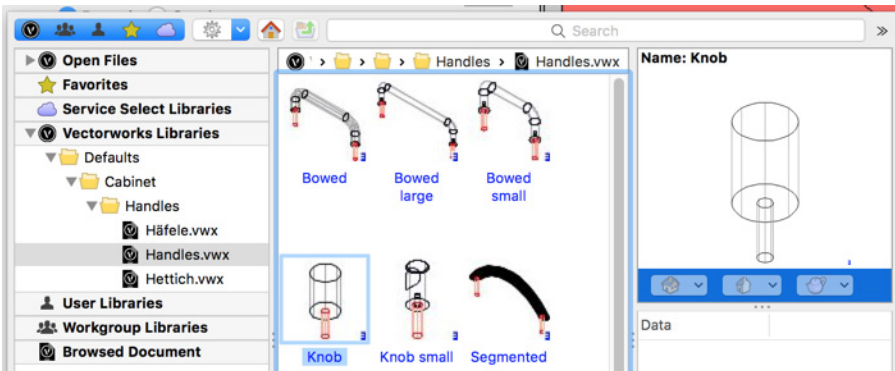 Search
Open Files
Favorites
Service Select Libraries
Vectorworks Libraries
Defaults
Cabinet
Handles
Häfele.vwx
Handles.vwx
Hettich.vwx
User Libraries
Workgroup Libraries
Browsed Document
Handles
Handles.vwx
Bowed
Bowed
large
Bowed
small
Knob
Knob small
Segmented
Name: Knob
Data